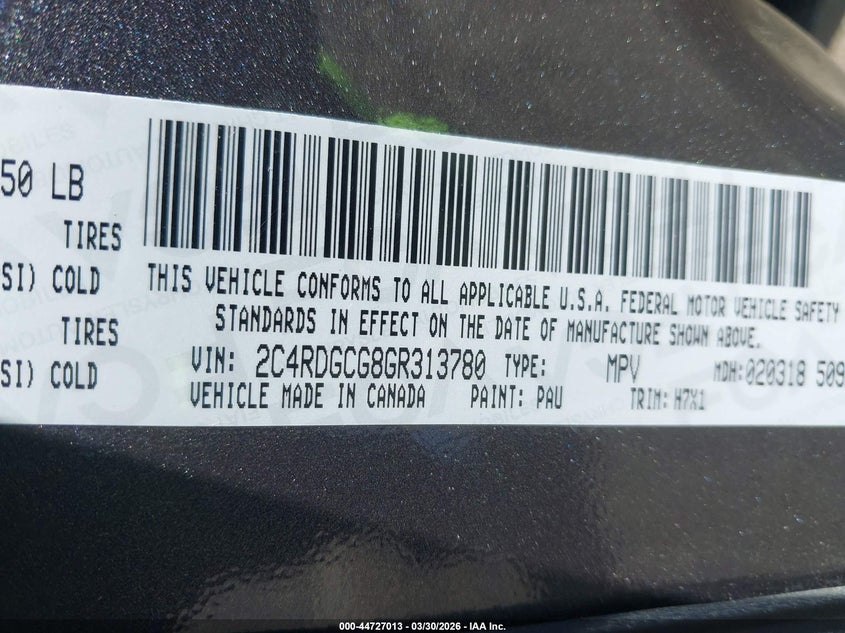 50 LB
TIRES
SI) COLD
TIRES
SI) COLD
THIS VEHICLE CONFORMS TO ALL APPLICABLE U.S.A. FEDERAL MOTOR VEHICLE SAFETY
STANDARDS IN EFFECT ON THE DATE OF MANUFACTURE SHOWN ABOVE.
VIN: 2C4RDGCG8GR313780 TYPE: MPV MDH:020318 509
VEHICLE MADE IN CANADA PAINT: PAU TRIM: H7X1
000-44727013 - 03/30/2026 - IAA Inc.